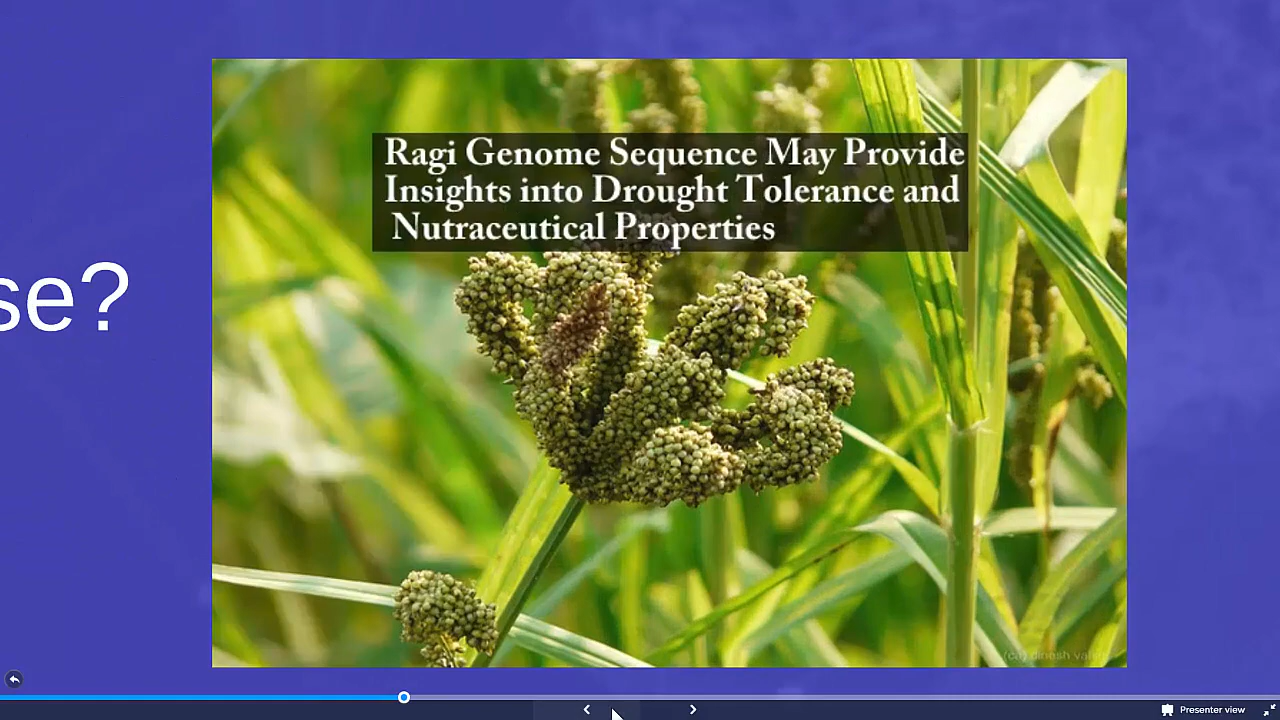 se?
Ragi Genome Sequence May Provide
Insights into Drought Tolerance and
Nutraceutical Properties
Presenter view